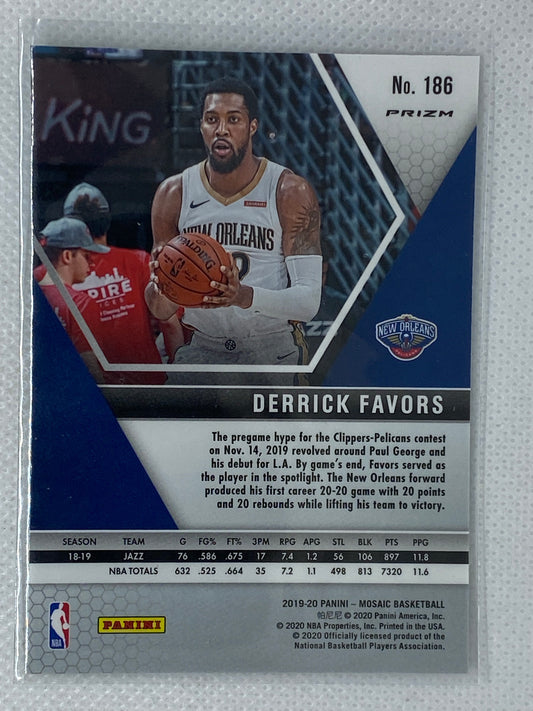 No. 186
PRIZM
KING
SPALDING
NEW ORLEANS
PIRE
NEW ORLEANS
PELICANS
DERRICK FAVORS
The pregame hype for the Clippers-Pelicans contest
on Nov. 14, 2019 revolved around Paul George and
his debut for L.A. By game's end, Favors served as
the player in the spotlight. The New Orleans forward
produced his first career 20-20 game with 20 points
and 20 rebounds while lifting his team to victory.
SEASON TEAM G FG% FT% 3PM RPG APG STL BLK PTS PPG
18-19 JAZZ 76 .586 .675 17 7.4 1.2 56 106 897 11.8
NBA TOTALS 632 .525 .664 35 7.2 1.1 498 813 7320 11.6
2019-20 PANINI – MOSAIC BASKETBALL
帕尼尼 © 2020 Panini America, Inc.
© 2020 NBA Properties, Inc. Printed in the USA.
© 2020 Officially licensed product of the
National Basketball Players Association.
NBA
PANINI